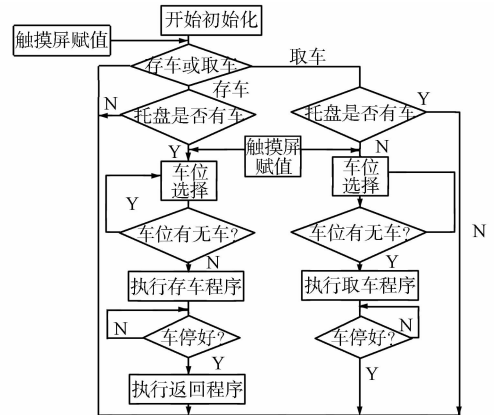 开始初始化
触摸屏赋值
存车或取车
取车
存车
N
托盘是否有车
托盘是否有车
Y
Y
触摸屏
赋值
N
车位
选择
车位
选择
Y
车位有无车?
车位有无车?
N
N
Y
执行存车程序
执行取车程序
N
车停好?
车停好?
N
Y
Y
执行返回程序